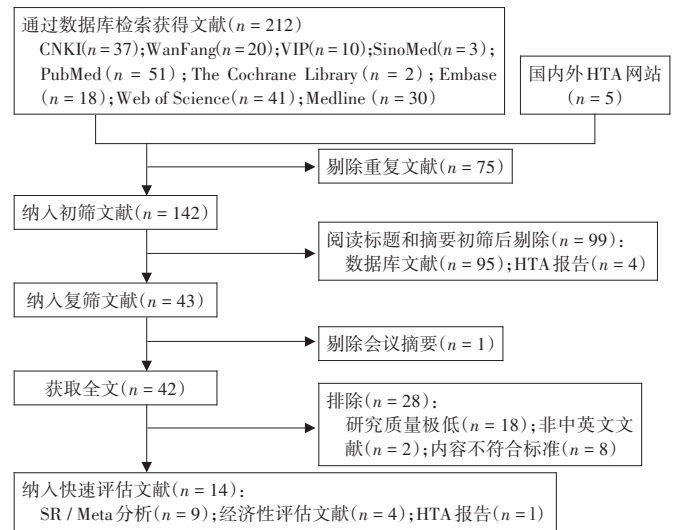 通过数据库检索获得文献(n = 212)
CNKI(n=37);WanFang(n=20);VIP(n=10);SinoMed(n=3);
PubMed(n = 51);The Cochrane Library(n = 2);Embase
(n = 18);Web of Science(n = 41);Medline (n = 30)
国内外HTA网站
(n = 5)
剔除重复文献(n = 75)
纳入初筛文献(n = 142)
阅读标题和摘要初筛后剔除(n = 99):
数据库文献(n = 95);HTA报告(n = 4)
纳入复筛文献(n = 43)
剔除会议摘要(n = 1)
获取全文(n = 42)
排除(n = 28):
研究质量极低(n = 18);非中英文文
献(n = 2);内容不符合标准(n = 8)
纳入快速评估文献(n = 14):
SR / Meta分析(n = 9);经济性评估文献(n = 4);HTA报告(n=1)